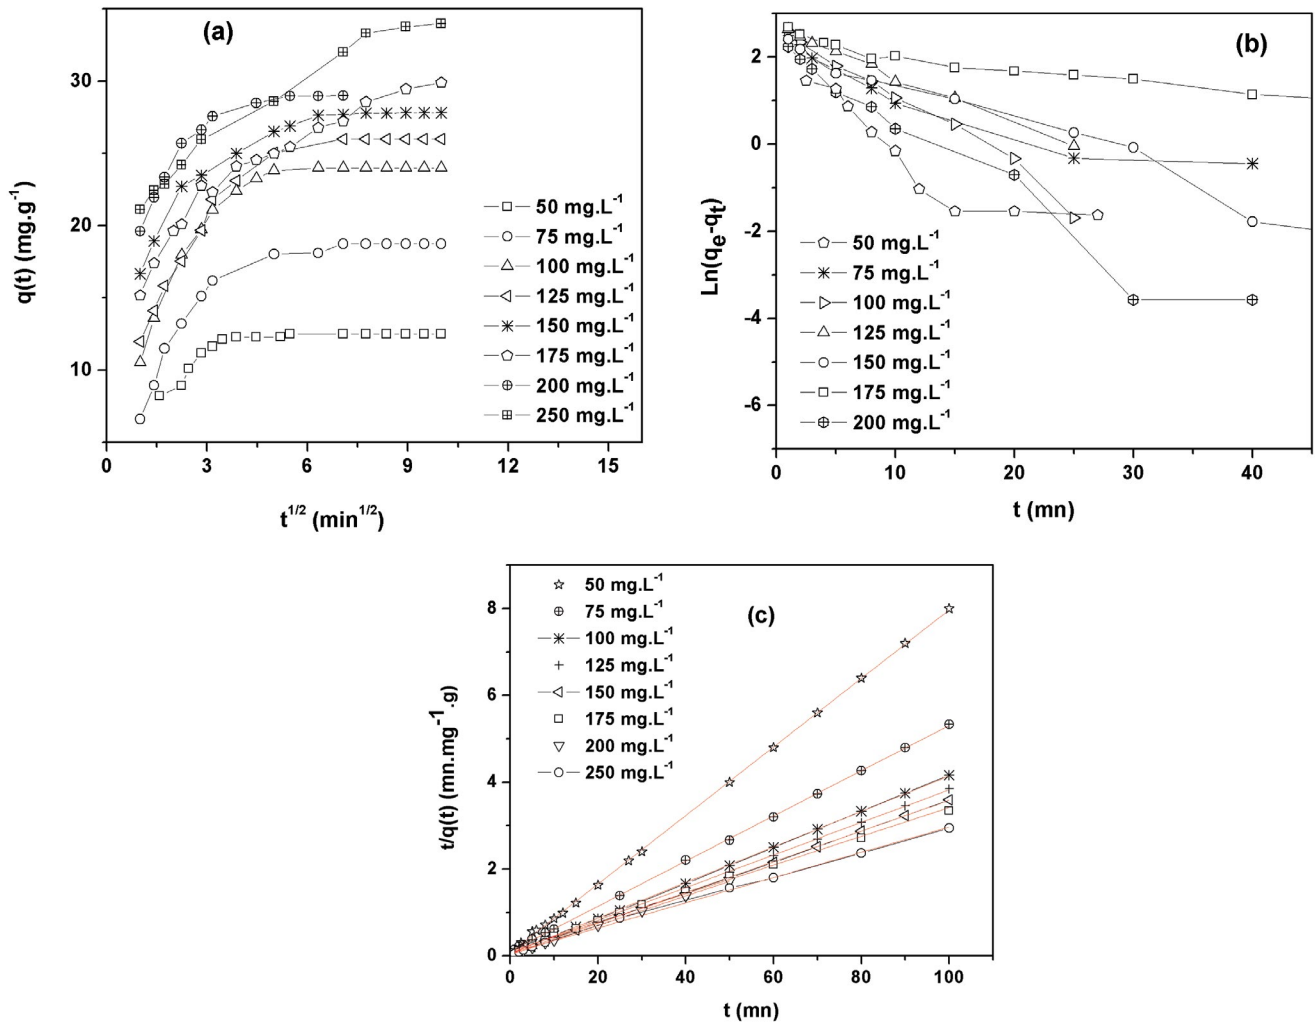 (a)
30
20
10
q(t) (mg.g⁻¹)
50 mg.L⁻¹
75 mg.L⁻¹
100 mg.L⁻¹
125 mg.L⁻¹
150 mg.L⁻¹
175 mg.L⁻¹
200 mg.L⁻¹
250 mg.L⁻¹
0 3 6 9 12 15
t¹/² (min¹/²)
(b)
2
0
-2
-4
-6
Ln(qₑ-qₜ)
50 mg.L⁻¹
75 mg.L⁻¹
100 mg.L⁻¹
125 mg.L⁻¹
150 mg.L⁻¹
175 mg.L⁻¹
200 mg.L⁻¹
0 10 20 30 40
t (mn)
(c)
8
6
4
2
0
t/q(t) (mn.mg⁻¹.g)
50 mg.L⁻¹
75 mg.L⁻¹
100 mg.L⁻¹
125 mg.L⁻¹
150 mg.L⁻¹
175 mg.L⁻¹
200 mg.L⁻¹
250 mg.L⁻¹
0 20 40 60 80 100
t (mn)